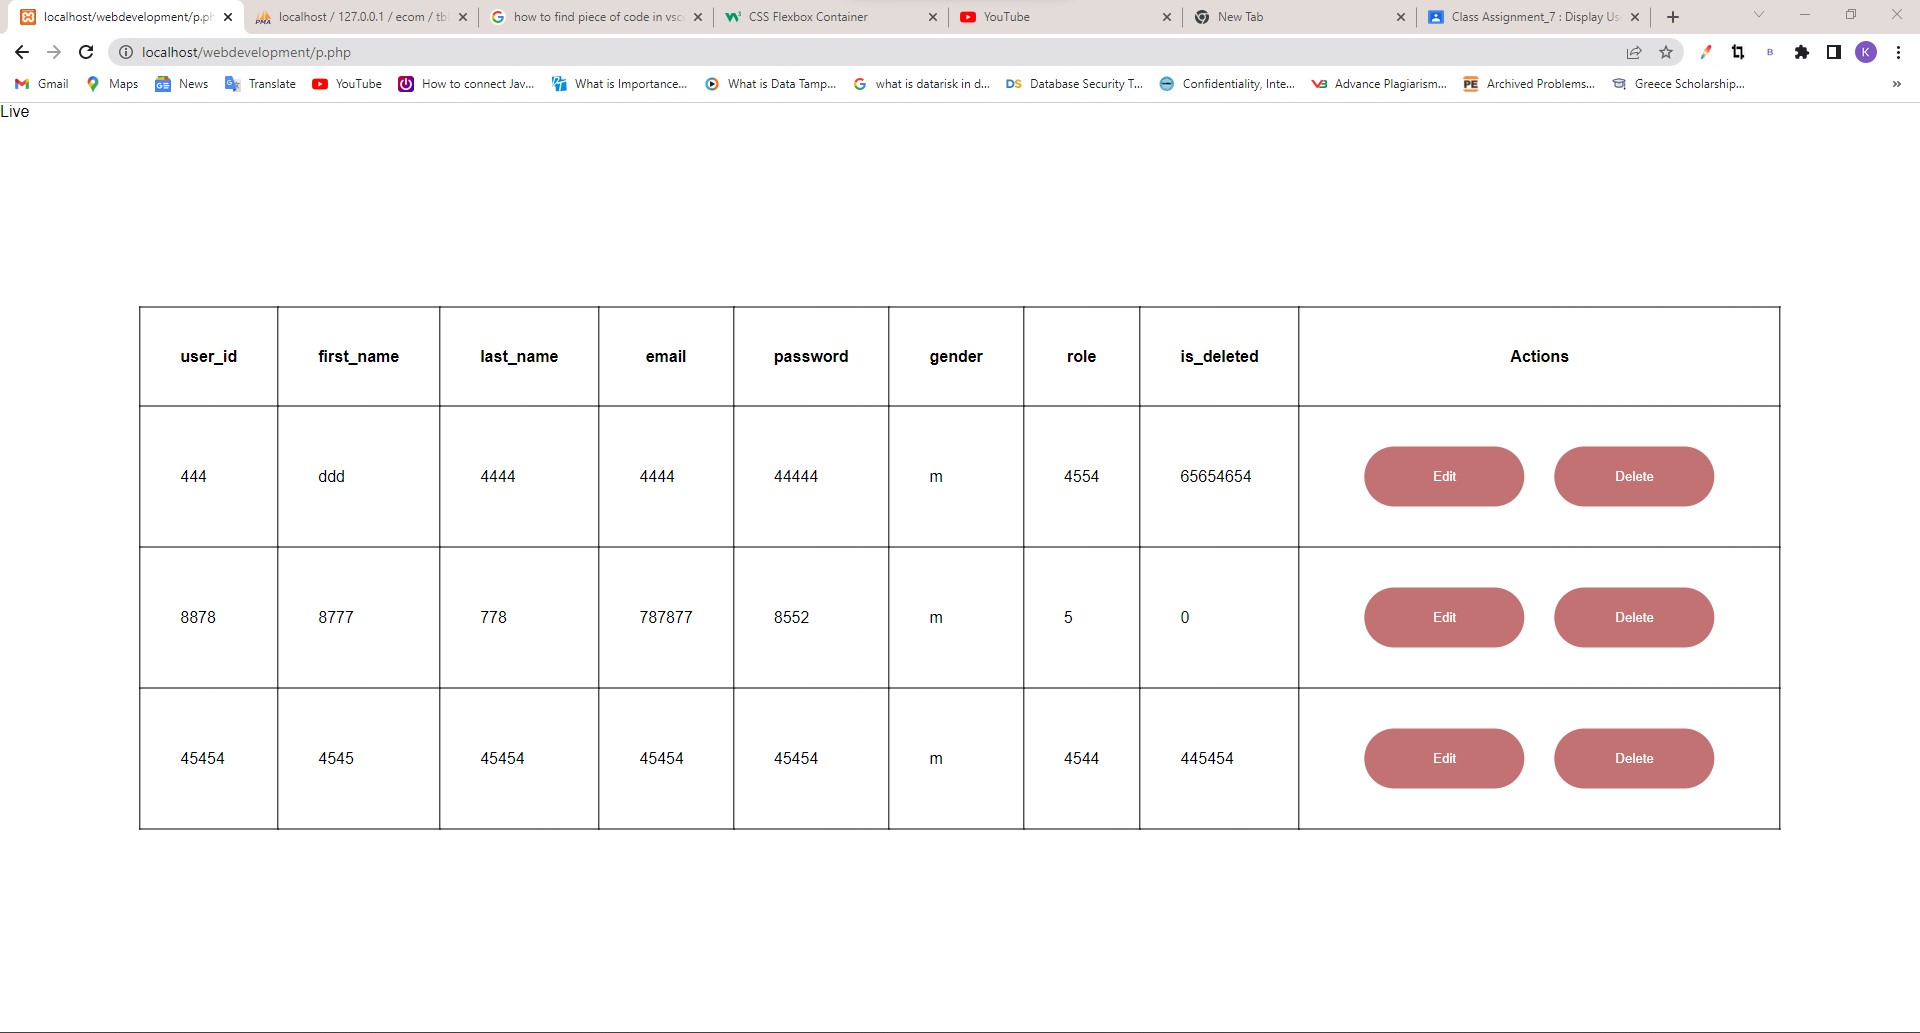 localhost/webdevelopment/p.ph
localhost / 127.0.0.1 / ecom / tbl
how to find piece of code in vsc
CSS Flexbox Container
YouTube
New Tab
Class Assignment_7 : Display Us
localhost/webdevelopment/p.php
K
Gmail Maps News Translate YouTube How to connect Jav... What is Importance... What is Data Tamp... what is datarisk in d... Database Security T... Confidentiality, Inte... Advance Plagiarism... Archived Problems... Greece Scholarship...
Live
user_id first_name last_name email password gender role is_deleted Actions
444 ddd 4444 4444 44444 m 4554 65654654 Edit Delete
8878 8777 778 787877 8552 m 5 0 Edit Delete
45454 4545 45454 45454 45454 m 4544 445454 Edit Delete